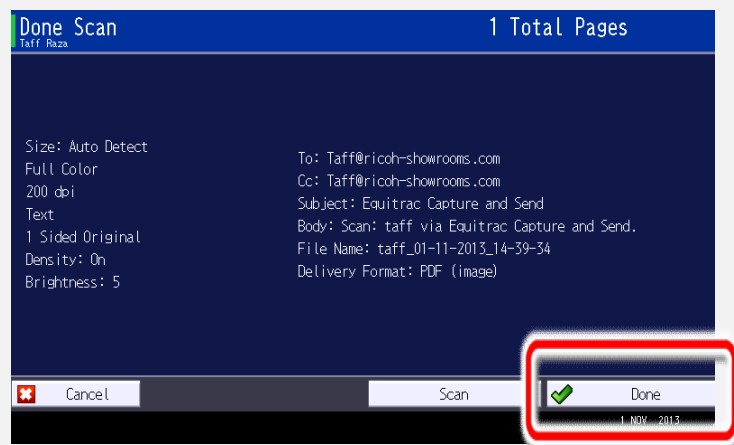 Done Scan
1 Total Pages
Taff Raza
Size: Auto Detect
Full Color
200 dpi
Text
1 Sided Original
Density: On
Brightness: 5
To: Taff@ricoh-showrooms.com
Cc: Taff@ricoh-showrooms.com
Subject: Equitrac Capture and Send
Body: Scan: taff via Equitrac Capture and Send.
File Name: taff_01-11-2013_14-39-34
Delivery Format: PDF (image)
Cancel
Scan
Done
1 NOV 2013